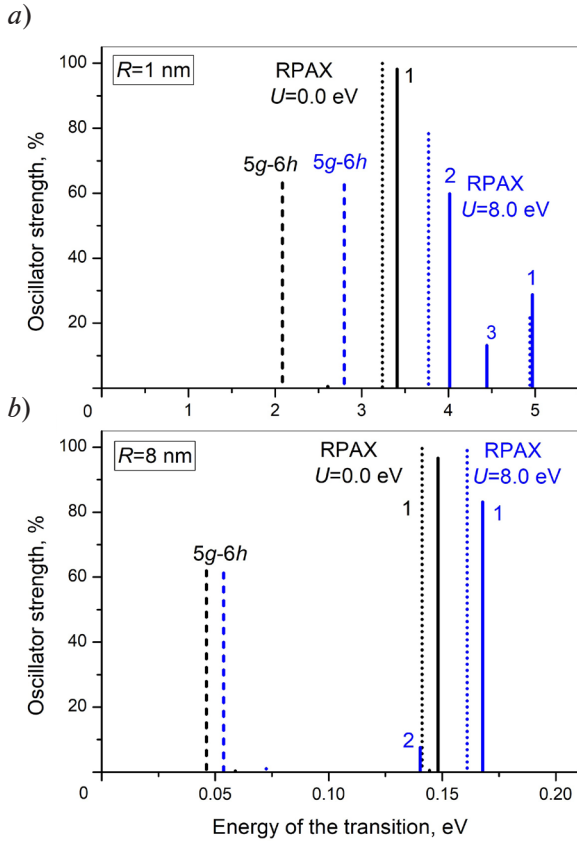 a)
R=1 nm
RPAX
U=0.0 eV
1
5g-6h
5g-6h
2
RPAX
U=8.0 eV
3
1
Oscillator strength, %
100
80
60
40
20
0
1
2
3
4
5
b)
R=8 nm
RPAX
U=0.0 eV
RPAX
U=8.0 eV
1
1
5g-6h
2
Oscillator strength, %
100
80
60
40
20
0
0.05
0.10
0.15
0.20
Energy of the transition, eV